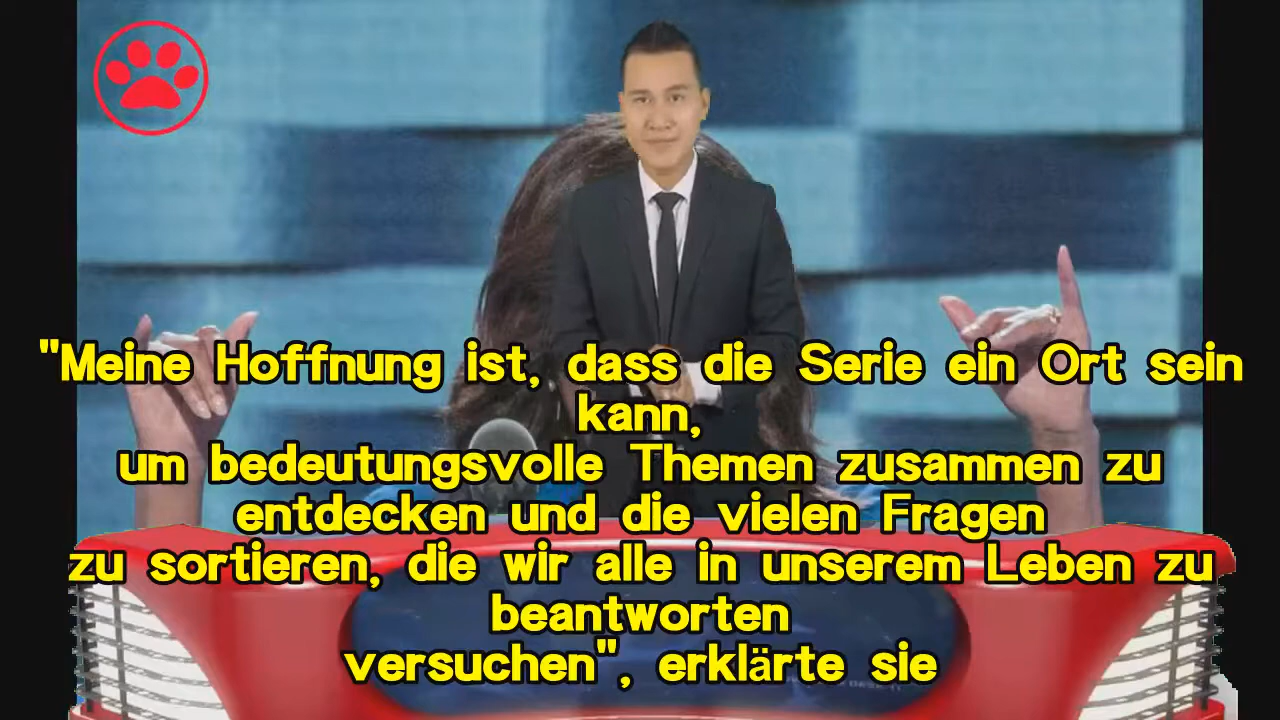 "Meine Hoffnung ist, dass die Serie ein Ort sein
kann,
um bedeutungsvolle Themen zusammen zu
entdecken und die vielen Fragen
zu sortieren, die wir alle in unserem Leben zu
beantworten
versuchen", erklärte sie